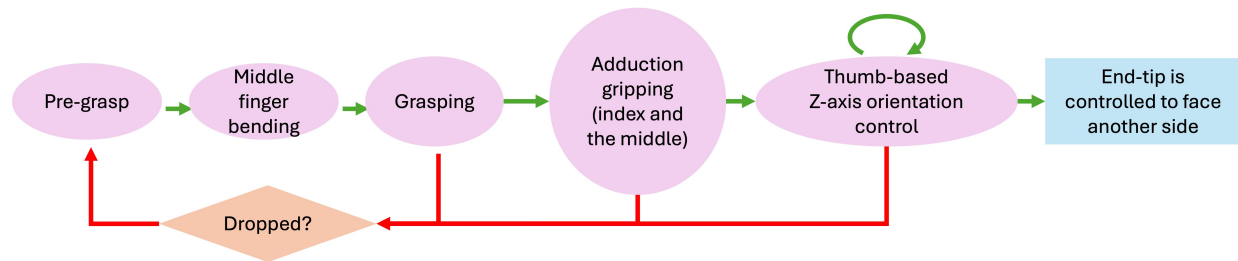 Pre-grasp
Middle
finger
bending
Grasping
Adduction
gripping
(index and
the middle)
Thumb-based
Z-axis orientation
control
End-tip is
controlled to face
another side
Dropped?